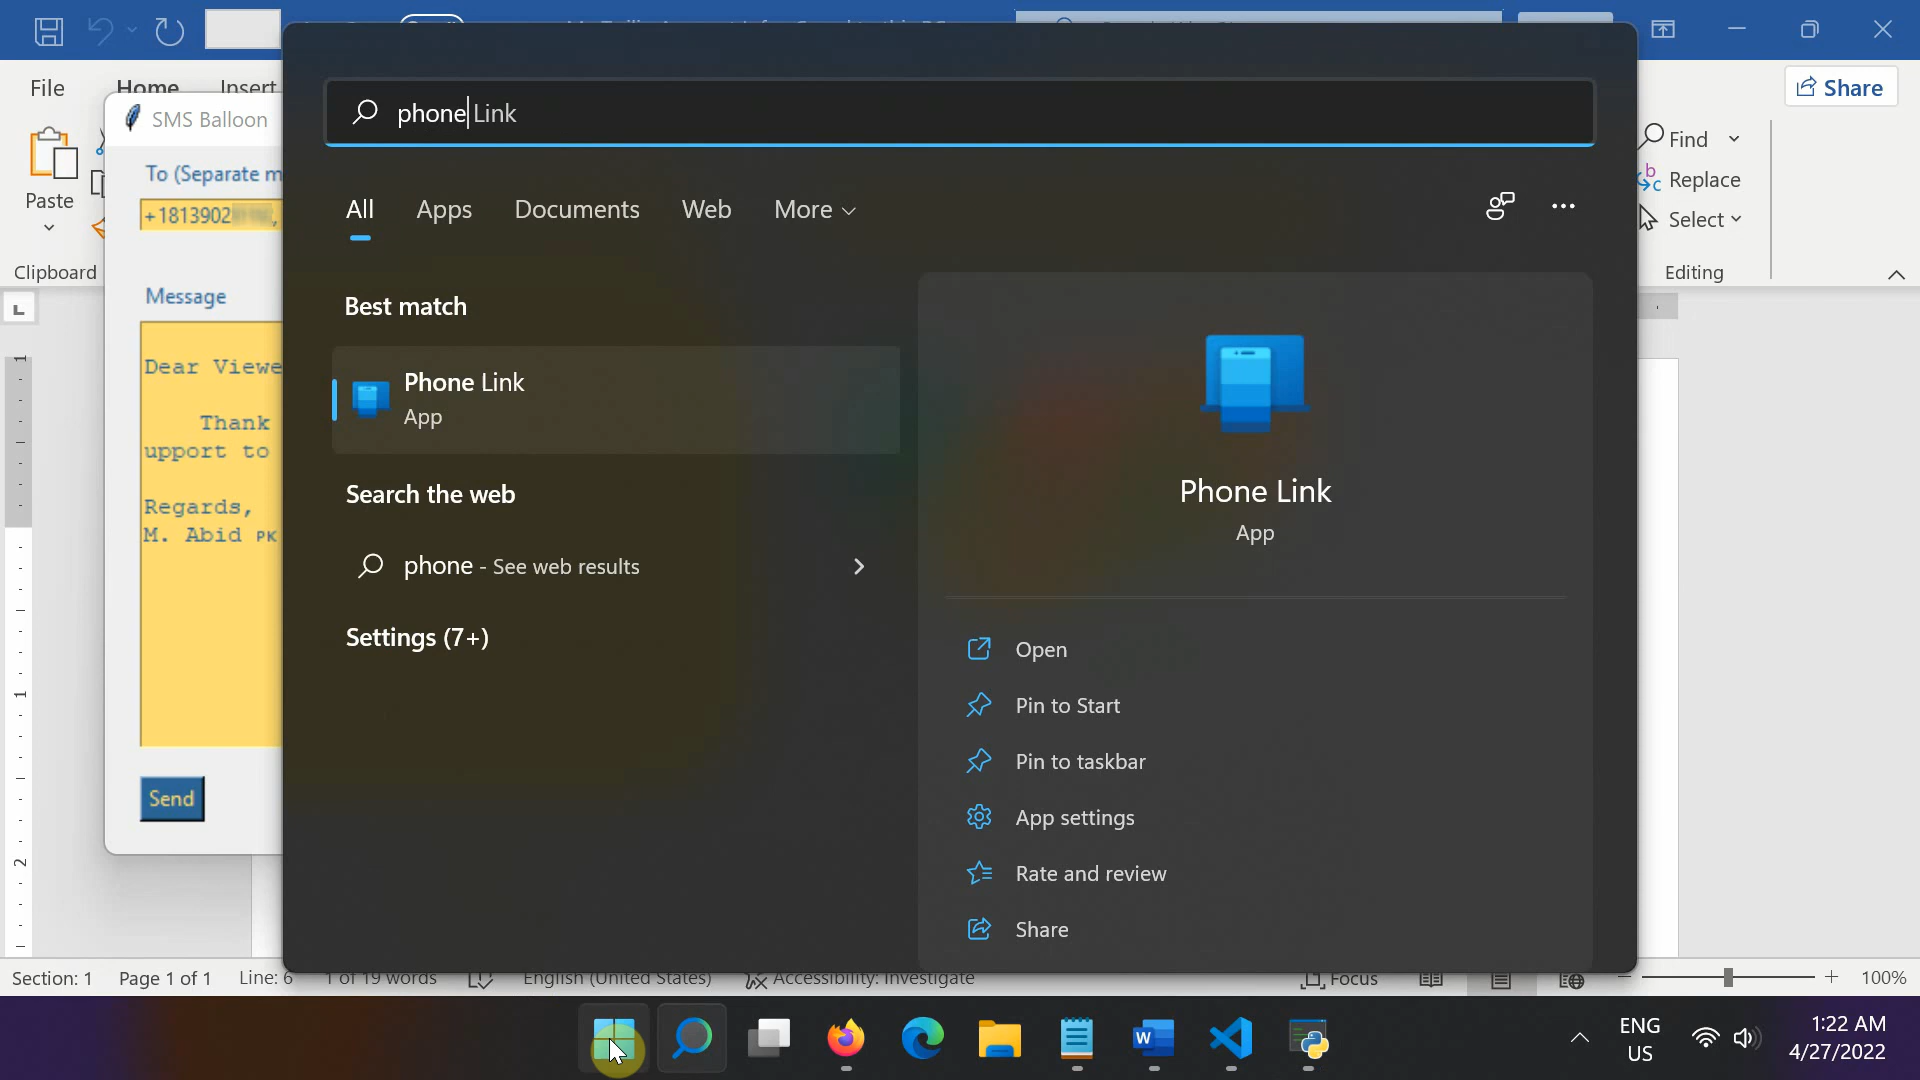 File
Home
Insert
Share
SMS Balloon
phone Link
To (Separate m
+1813902
Paste
Clipboard
Find
Replace
Select
Editing
All
Apps
Documents
Web
More
Message
Best match
Dear Viewe
Thank
upport to
Regards,
M. Abid PK
Send
Phone Link
App
Search the web
phone - See web results
Settings (7+)
Phone Link
App
Open
Pin to Start
Pin to taskbar
App settings
Rate and review
Share
Section: 1
Page 1 of 1
Line: 6
1 of 19 words
English (United States)
Accessibility: Investigate
Focus
100%
ENG
US
1:22 AM
4/27/2022